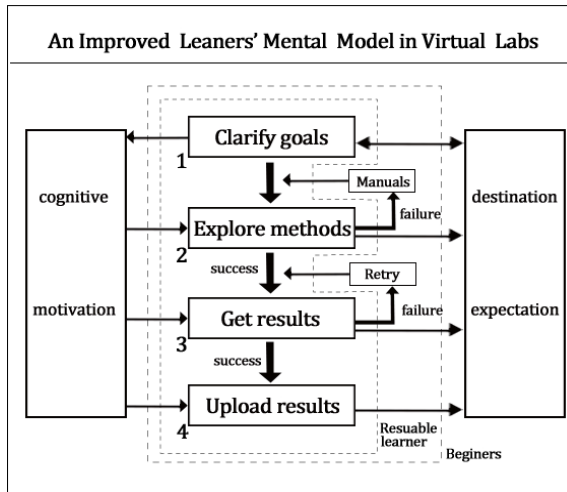 An Improved Leaners' Mental Model in Virtual Labs
Clarify goals
1
Manuals
cognitive
destination
failure
Explore methods
2
success
Retry
motivation
expectation
Get results
failure
3
success
Upload results
4
Resuable
learner
Beginers